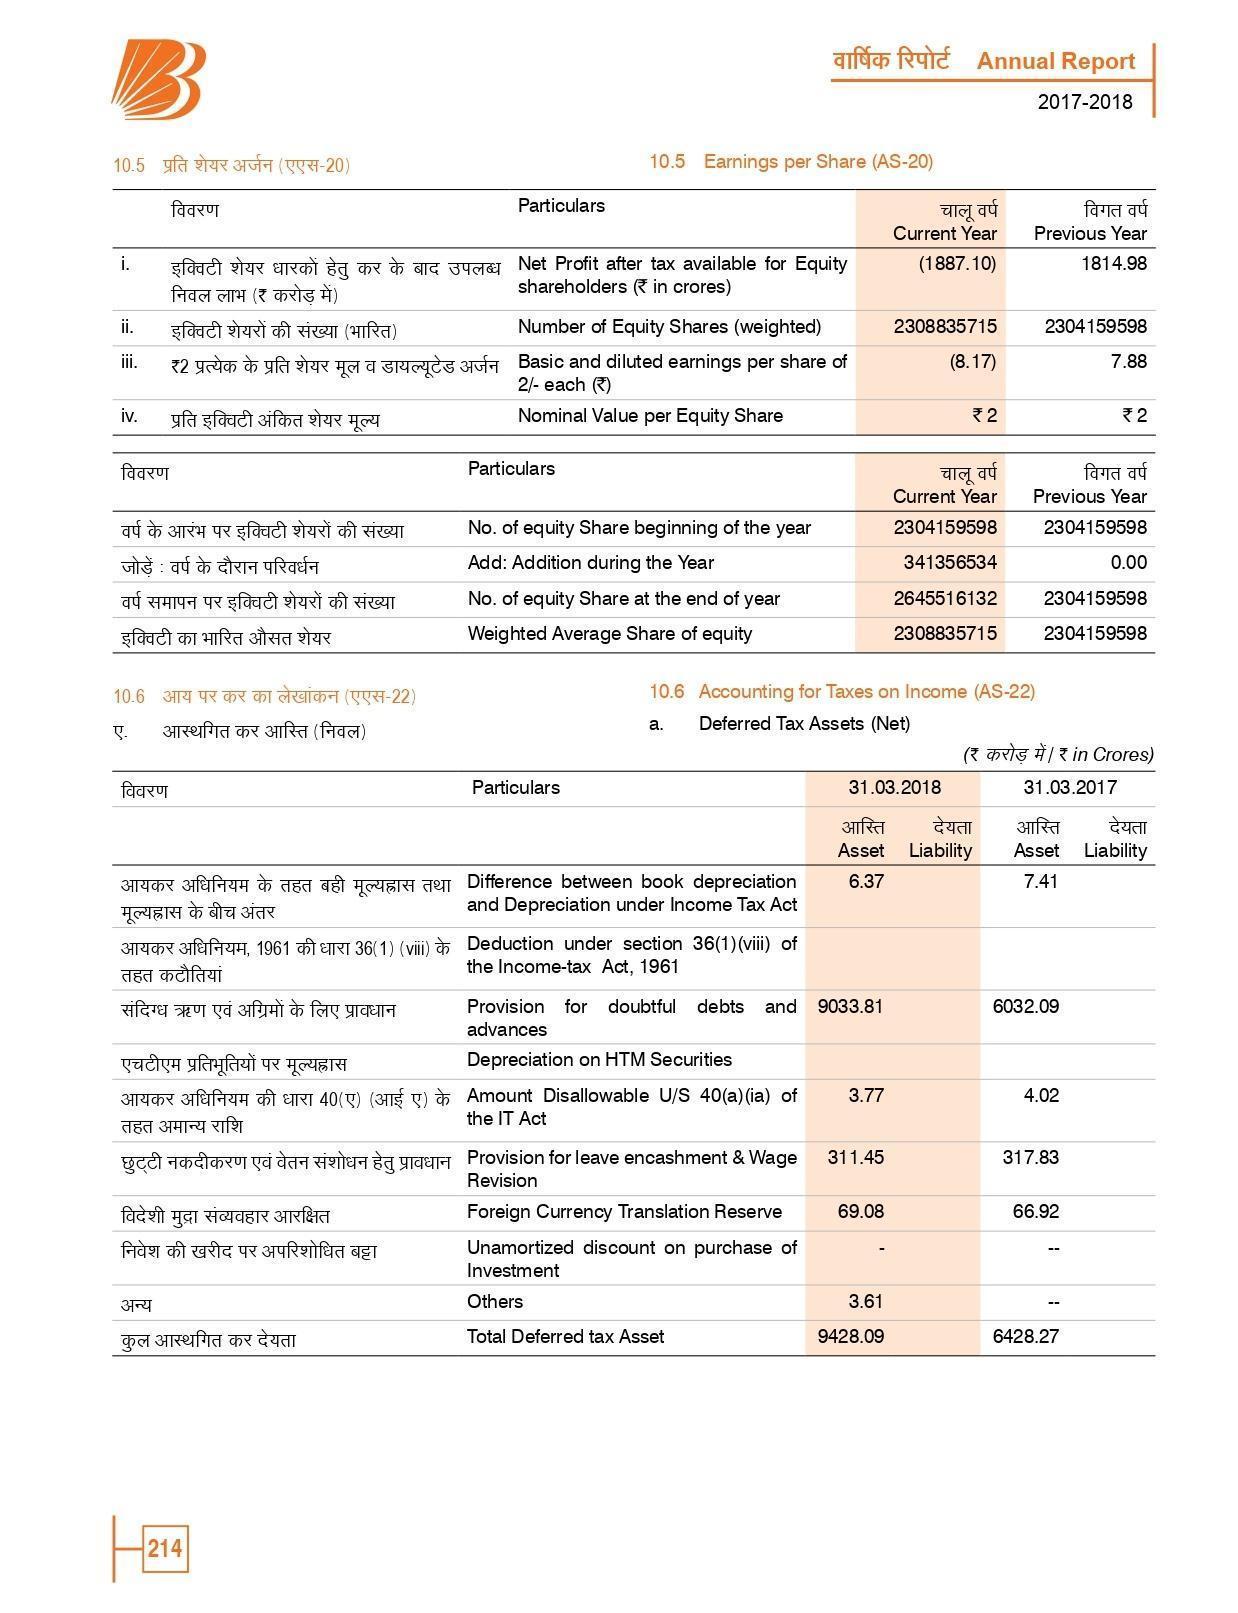 वार्षिक रिपोर्ट Annual Report
2017-2018
10.5 प्रति शेयर अर्जन (एएस-20)
10.5 Earnings per Share (AS-20)
विवरण Particulars चालू वर्ष विगत वर्ष
Current Year Previous Year
i. इक्विटी शेयर धारकों हेतु कर के बाद उपलब्ध Net Profit after tax available for Equity (1887.10) 1814.98
निवल लाभ (₹ करोड़ में) shareholders (₹ in crores)
ii. इक्विटी शेयरों की संख्या (भारित) Number of Equity Shares (weighted) 2308835715 2304159598
iii. ₹2 प्रत्येक के प्रति शेयर मूल व डायल्यूटेड अर्जन Basic and diluted earnings per share of (8.17) 7.88
2/- each (₹)
iv. प्रति इक्विटी अंकित शेयर मूल्य Nominal Value per Equity Share ₹ 2 ₹ 2
विवरण Particulars चालू वर्ष विगत वर्ष
Current Year Previous Year
वर्ष के आरंभ पर इक्विटी शेयरों की संख्या No. of equity Share beginning of the year 2304159598 2304159598
जोड़ें : वर्ष के दौरान परिवर्धन Add: Addition during the Year 341356534 0.00
वर्ष समापन पर इक्विटी शेयरों की संख्या No. of equity Share at the end of year 2645516132 2304159598
इक्विटी का भारित औसत शेयर Weighted Average Share of equity 2308835715 2304159598
10.6 आय पर कर का लेखांकन (एएस-22)
10.6 Accounting for Taxes on Income (AS-22)
ए. आस्थगित कर आस्ति (निवल)
a. Deferred Tax Assets (Net)
(₹ करोड़ में / ₹ in Crores)
विवरण Particulars 31.03.2018 31.03.2017
आस्ति देयता आस्ति देयता
Asset Liability Asset Liability
आयकर अधिनियम के तहत बही मूल्यह्रास तथा Difference between book depreciation 6.37 7.41
मूल्यह्रास के बीच अंतर and Depreciation under Income Tax Act
आयकर अधिनियम, 1961 की धारा 36(1) (viii) के Deduction under section 36(1)(viii) of
तहत कटौतियां the Income-tax Act, 1961
संदिग्ध ऋण एवं अग्रिमों के लिए प्रावधान Provision for doubtful debts and 9033.81 6032.09
advances
एचटीएम प्रतिभूतियों पर मूल्यह्रास Depreciation on HTM Securities
आयकर अधिनियम की धारा 40(ए) (आई ए) के Amount Disallowable U/S 40(a)(ia) of 3.77 4.02
तहत अमान्य राशि the IT Act
छुट्टी नकदीकरण एवं वेतन संशोधन हेतु प्रावधान Provision for leave encashment & Wage 311.45 317.83
Revision
विदेशी मुद्रा संव्यवहार आरक्षित Foreign Currency Translation Reserve 69.08 66.92
निवेश की खरीद पर अपरिशोधित बट्टा Unamortized discount on purchase of - --
Investment
अन्य Others 3.61 --
कुल आस्थगित कर देयता Total Deferred tax Asset 9428.09 6428.27
214